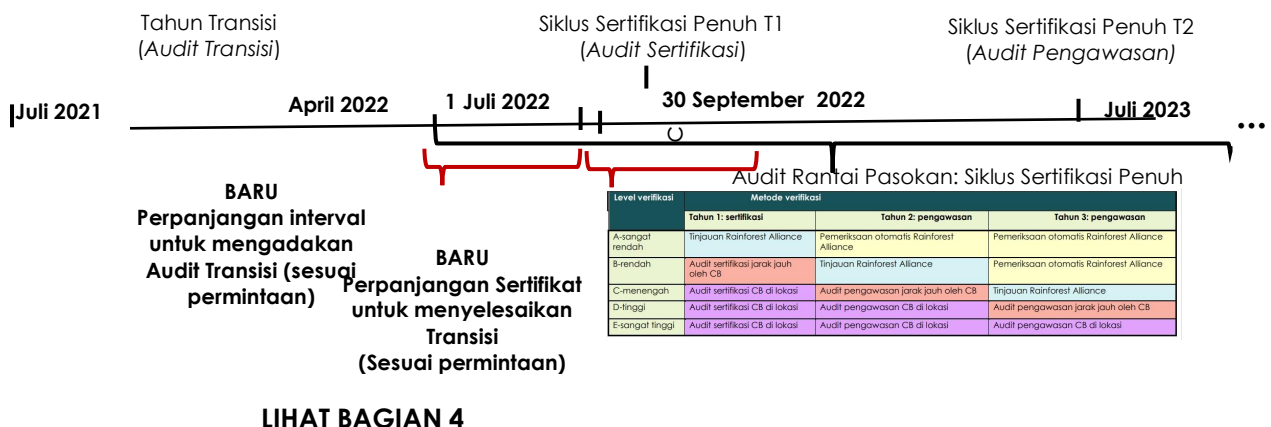 Tahun Transisi
(Audit Transisi)
Siklus Sertifikasi Penuh T1
(Audit Sertifikasi)
Siklus Sertifikasi Penuh T2
(Audit Pengawasan)
Juli 2021
April 2022
1 Juli 2022
30 September 2022
Juli 2023
...
BARU
Perpanjangan interval
untuk mengadakan
Audit Transisi (sesuai
permintaan)
BARU
Perpanjangan Sertifikat
untuk menyelesaikan
Transisi
(Sesuai permintaan)
Audit Rantai Pasokan: Siklus Sertifikasi Penuh
Level verifikasi Metode verifikasi
Tahun 1: sertifikasi Tahun 2: pengawasan Tahun 3: pengawasan
A-sangat rendah Tinjauan Rainforest Alliance Pemeriksaan otomatis Rainforest Alliance Pemeriksaan otomatis Rainforest Alliance
B-rendah Audit sertifikasi jarak jauh oleh CB Tinjauan Rainforest Alliance Pemeriksaan otomatis Rainforest Alliance
C-menengah Audit sertifikasi CB di lokasi Audit pengawasan jarak jauh oleh CB Tinjauan Rainforest Alliance
D-tinggi Audit sertifikasi CB di lokasi Audit pengawasan CB di lokasi Audit pengawasan jarak jauh oleh CB
E-sangat tinggi Audit sertifikasi CB di lokasi Audit pengawasan CB di lokasi Audit pengawasan CB di lokasi
LIHAT BAGIAN 4